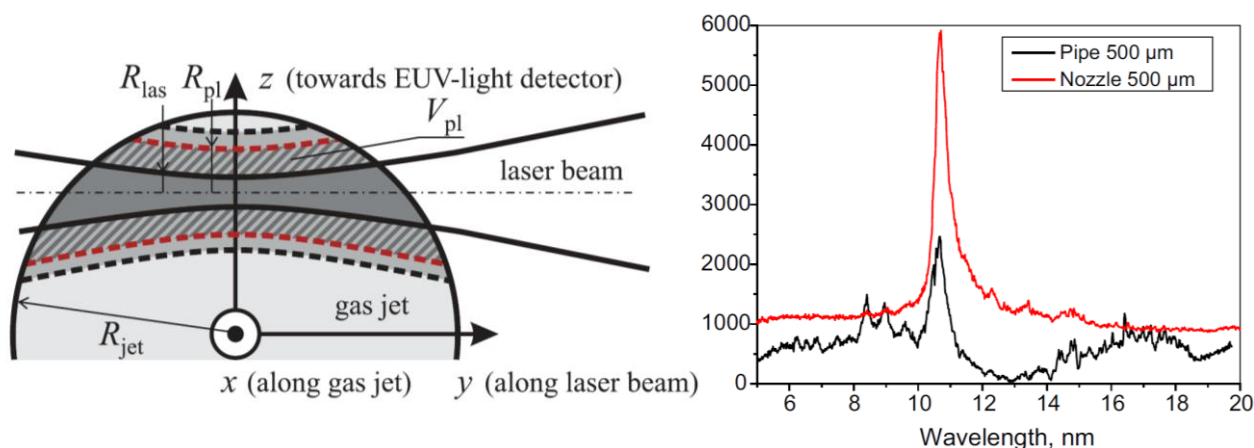 R_las
R_pl
z (towards EUV-light detector)
V_pl
laser beam
gas jet
R_jet
x (along gas jet)
y (along laser beam)
6000
5000
4000
3000
2000
1000
0
Pipe 500 µm
Nozzle 500 µm
6 8 10 12 14 16 18 20
Wavelength, nm